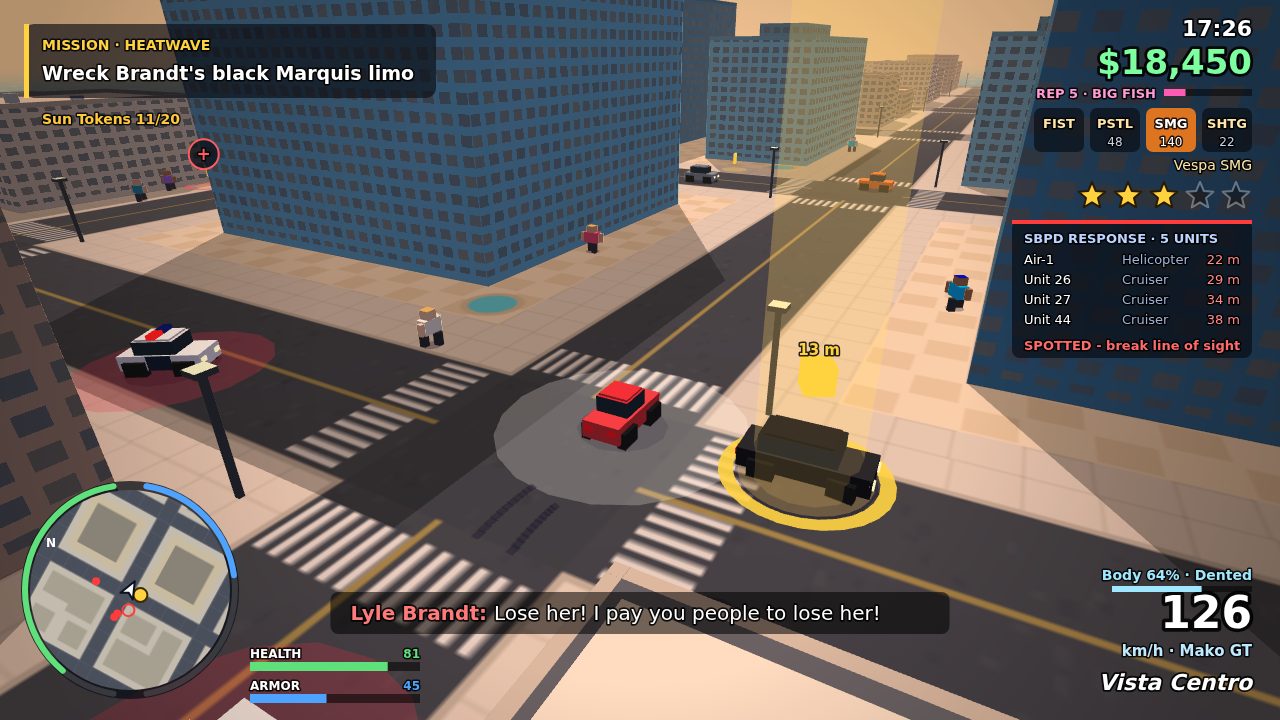 MISSION · HEATWAVE
Wreck Brandt's black Marquis limo
Sun Tokens 11/20
17:26
$18,450
REP 5 · BIG FISH
FIST
PSTL
48
SMG
140
SHTG
22
Vespa SMG
SBPD RESPONSE · 5 UNITS
Air-1 Helicopter 22 m
Unit 26 Cruiser 29 m
Unit 27 Cruiser 34 m
Unit 44 Cruiser 38 m
SPOTTED - break line of sight
13 m
N
Lyle Brandt: Lose her! I pay you people to lose her!
HEALTH 81
ARMOR 45
Body 64% · Dented
126
km/h · Mako GT
Vista Centro